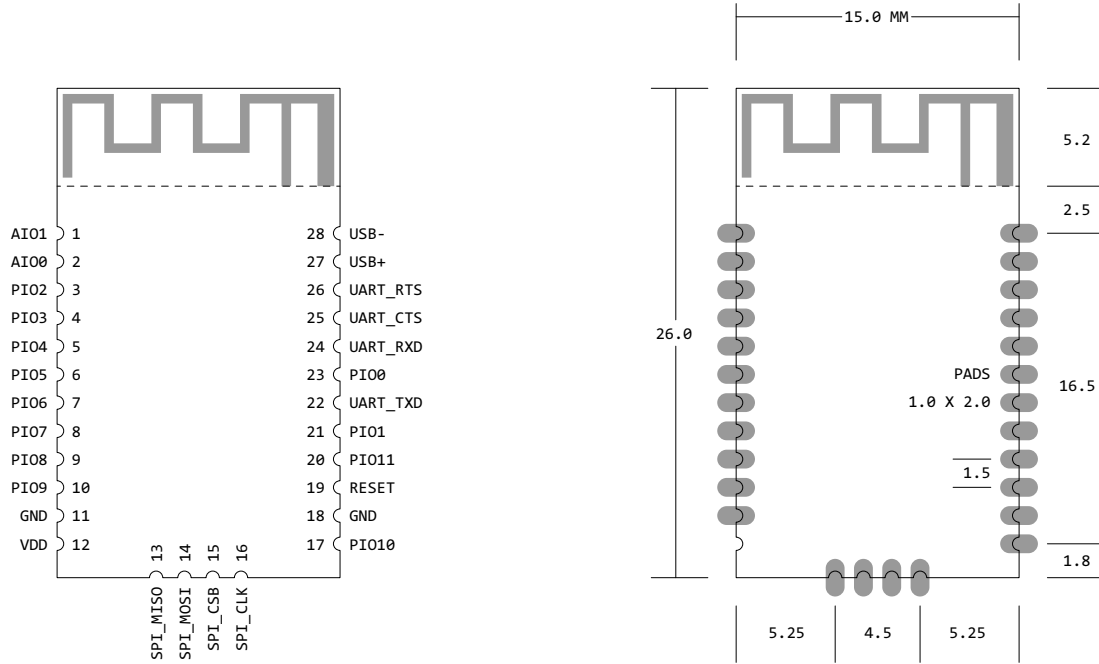 15.0 MM
AIO1 1
AIO0 2
PIO2 3
PIO3 4
PIO4 5
PIO5 6
PIO6 7
PIO7 8
PIO8 9
PIO9 10
GND 11
VDD 12
13 SPI_MISO
14 SPI_MOSI
15 SPI_CSB
16 SPI_CLK
28 USB-
27 USB+
26 UART_RTS
25 UART_CTS
24 UART_RXD
23 PIO0
22 UART_TXD
21 PIO1
20 PIO11
19 RESET
18 GND
17 PIO10
26.0
PADS
1.0 X 2.0
1.5
5.2
2.5
16.5
1.8
5.25
4.5
5.25